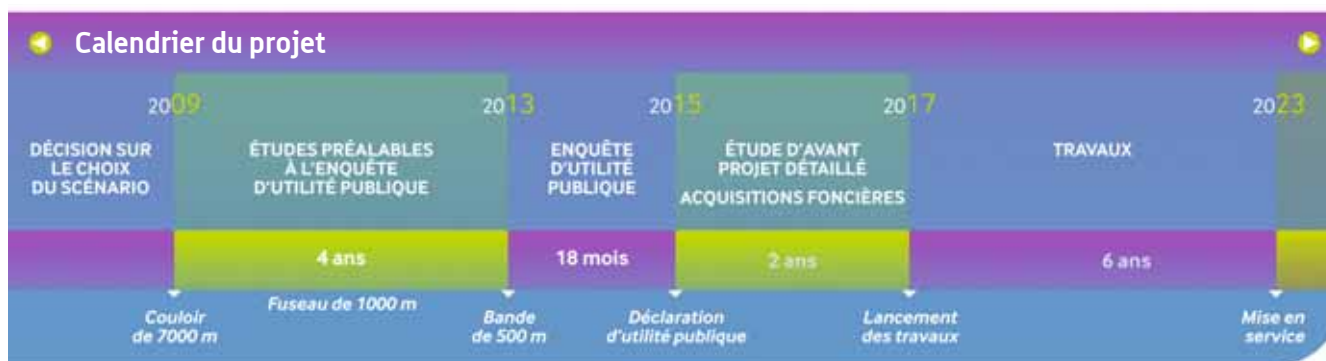 Calendrier du projet
2009
2013
2015
2017
2023
DÉCISION SUR
LE CHOIX
DU SCÉNARIO
ÉTUDES PRÉALABLES
À L'ENQUÊTE
D'UTILITÉ PUBLIQUE
ENQUÊTE
D'UTILITÉ
PUBLIQUE
ÉTUDE D'AVANT
PROJET DÉTAILLÉ
ACQUISITIONS FONCIÈRES
TRAVAUX
4 ans
18 mois
2 ans
6 ans
Couloir
de 7000 m
Fuseau de 1000 m
Bande
de 500 m
Déclaration
d'utilité publique
Lancement
des travaux
Mise en
service